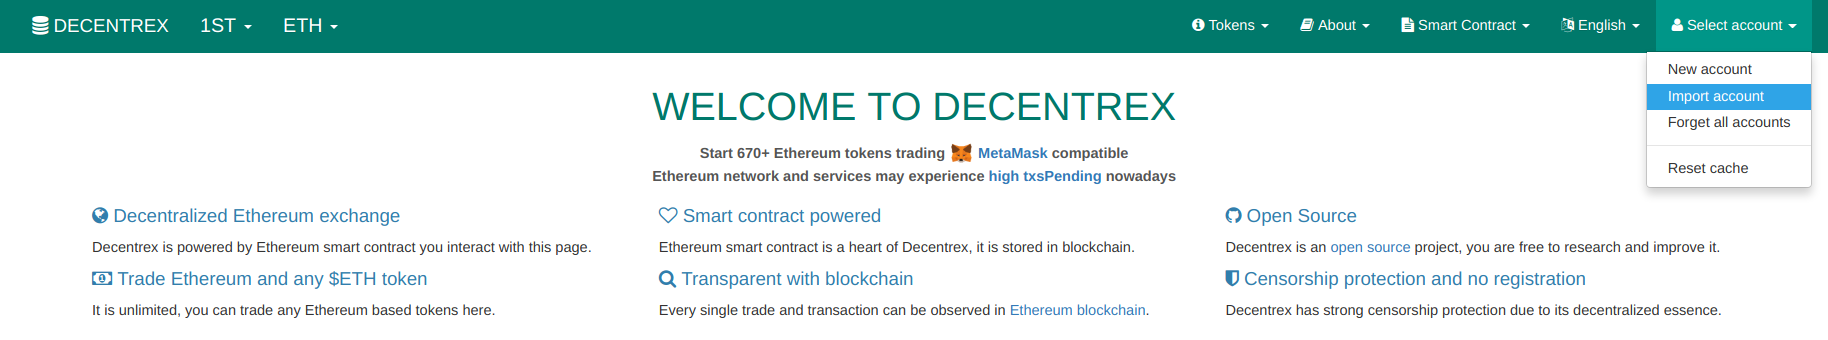 DECENTREX 1ST ETH Tokens About Smart Contract English Select account
New account
Import account
Forget all accounts
Reset cache
WELCOME TO DECENTREX
Start 670+ Ethereum tokens trading MetaMask compatible
Ethereum network and services may experience high txsPending nowadays
Decentralized Ethereum exchange
Decentrex is powered by Ethereum smart contract you interact with this page.
Smart contract powered
Ethereum smart contract is a heart of Decentrex, it is stored in blockchain.
Open Source
Decentrex is an open source project, you are free to research and improve it.
Trade Ethereum and any $ETH token
It is unlimited, you can trade any Ethereum based tokens here.
Transparent with blockchain
Every single trade and transaction can be observed in Ethereum blockchain.
Censorship protection and no registration
Decentrex has strong censorship protection due to its decentralized essence.